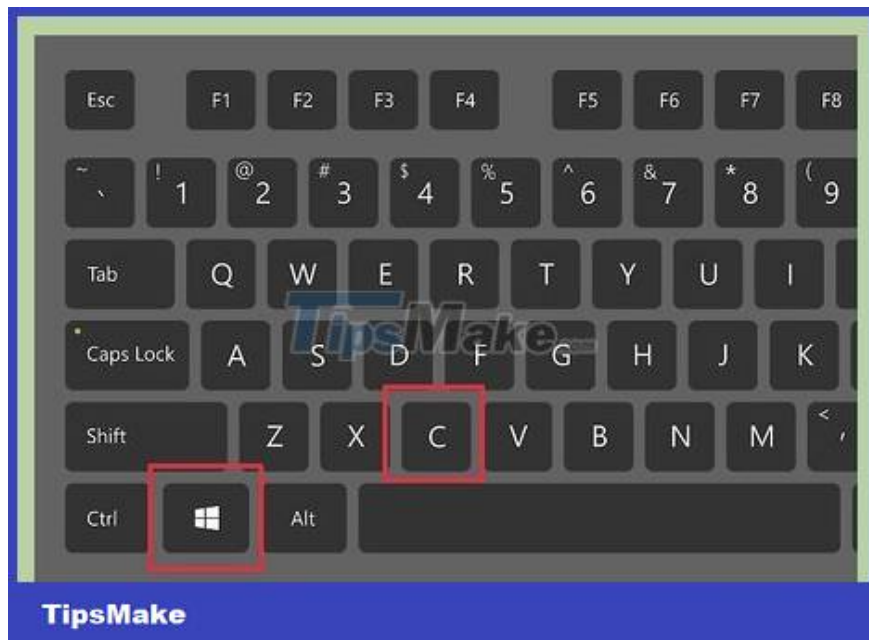 Esc F1 F2 F3 F4 F5 F6 F7 F8
~ ` ! 1 @ 2 # 3 $ 4 % 5 ^ 6 & 7 * 8 ( 9
Tab Q W E R T Y U I
TipsMake.com
Caps Lock A S D F G H J K
Shift Z X C V B N M < ,
Ctrl Alt
TipsMake